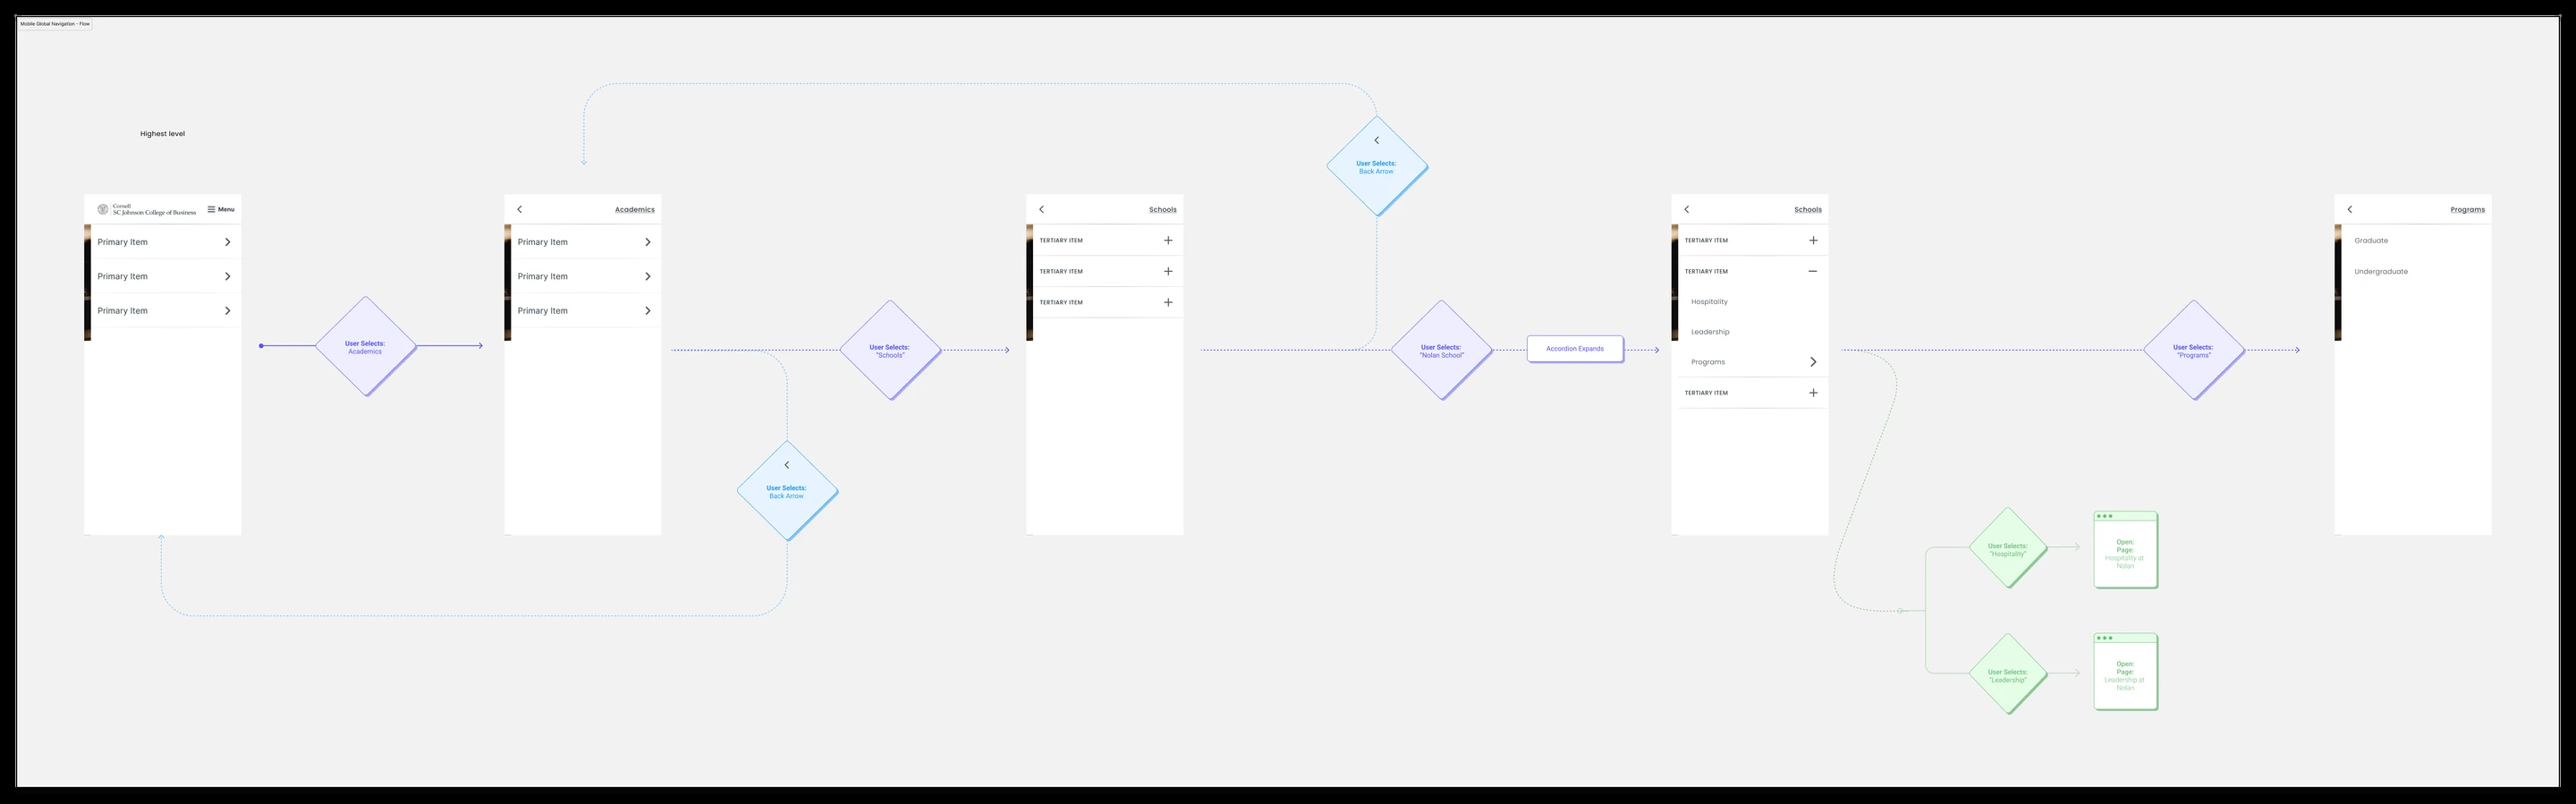 Mobile Global Navigation - Flow
Highest level
Cornell
SC Johnson College of Business
Menu
Primary Item
Primary Item
Primary Item
User Selects:
Academics
Academics
Primary Item
Primary Item
Primary Item
User Selects:
Back Arrow
User Selects:
"Schools"
Schools
TERTIARY ITEM
TERTIARY ITEM
TERTIARY ITEM
User Selects:
Back Arrow
User Selects:
"Nolan School"
Accordion Expands
Schools
TERTIARY ITEM
TERTIARY ITEM
Hospitality
Leadership
Programs
TERTIARY ITEM
User Selects:
"Hospitality"
Open:
Page:
Hospitality at
Nolan
User Selects:
"Leadership"
Open:
Page:
Leadership at
Nolan
User Selects:
"Programs"
Programs
Graduate
Undergraduate